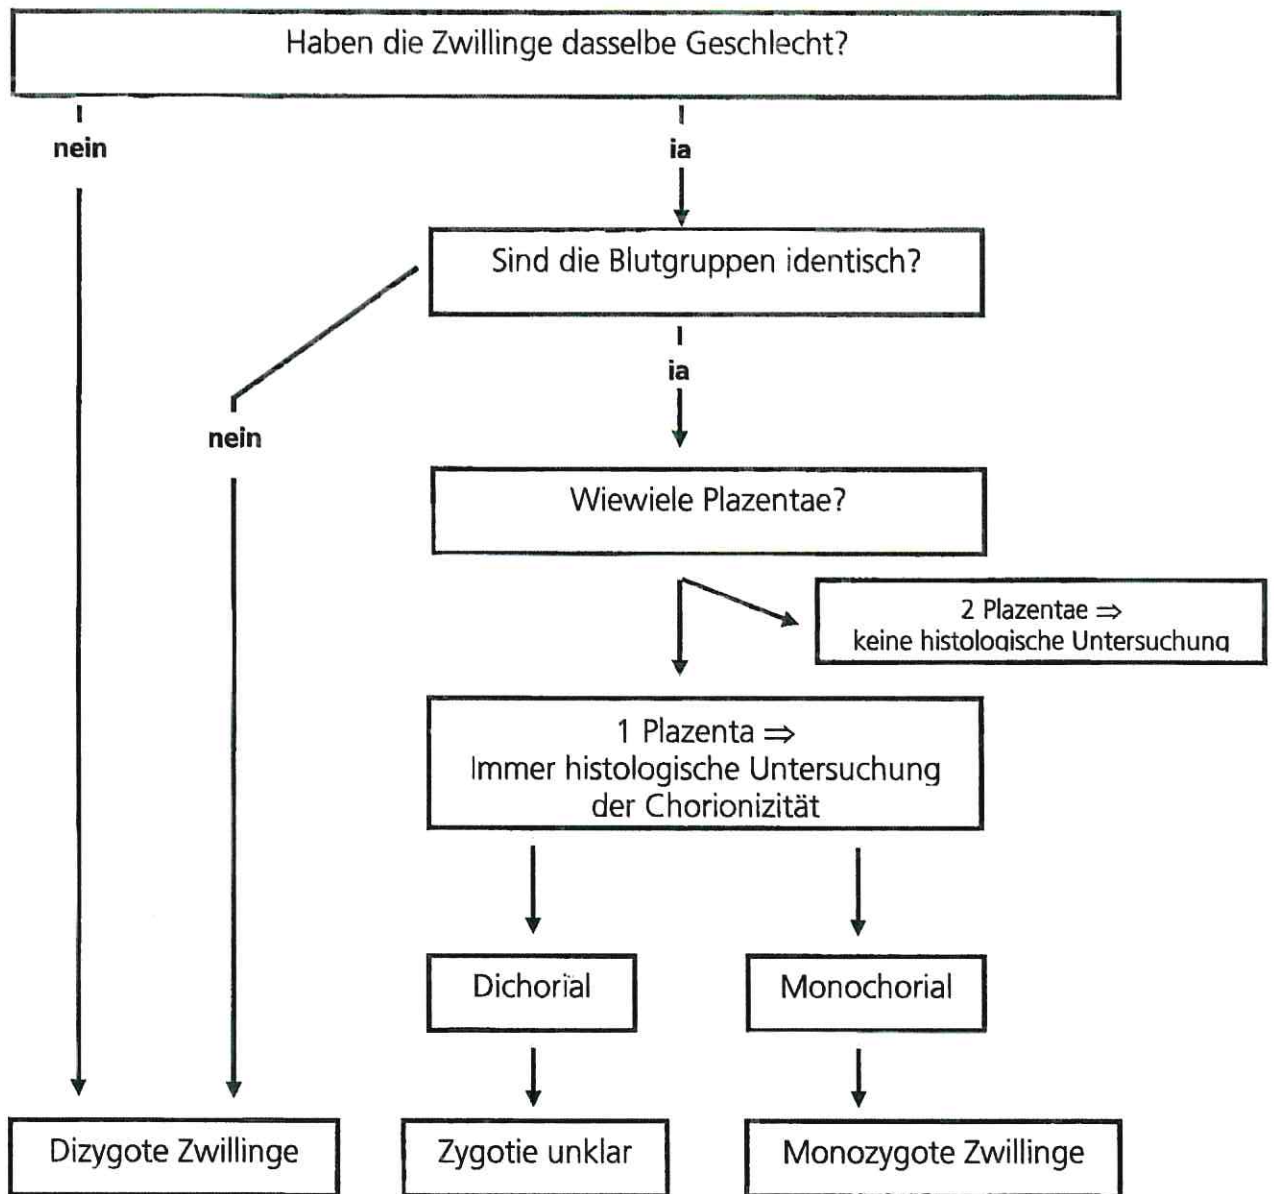 Haben die Zwillinge dasselbe Geschlecht?
nein
ia
Sind die Blutgruppen identisch?
ia
nein
Wiewiele Plazentae?
2 Plazentae ⇒
keine histologische Untersuchung
1 Plazenta ⇒
Immer histologische Untersuchung
der Chorionizität
Dichorial
Monochorial
Dizygote Zwillinge
Zygotie unklar
Monozygote Zwillinge